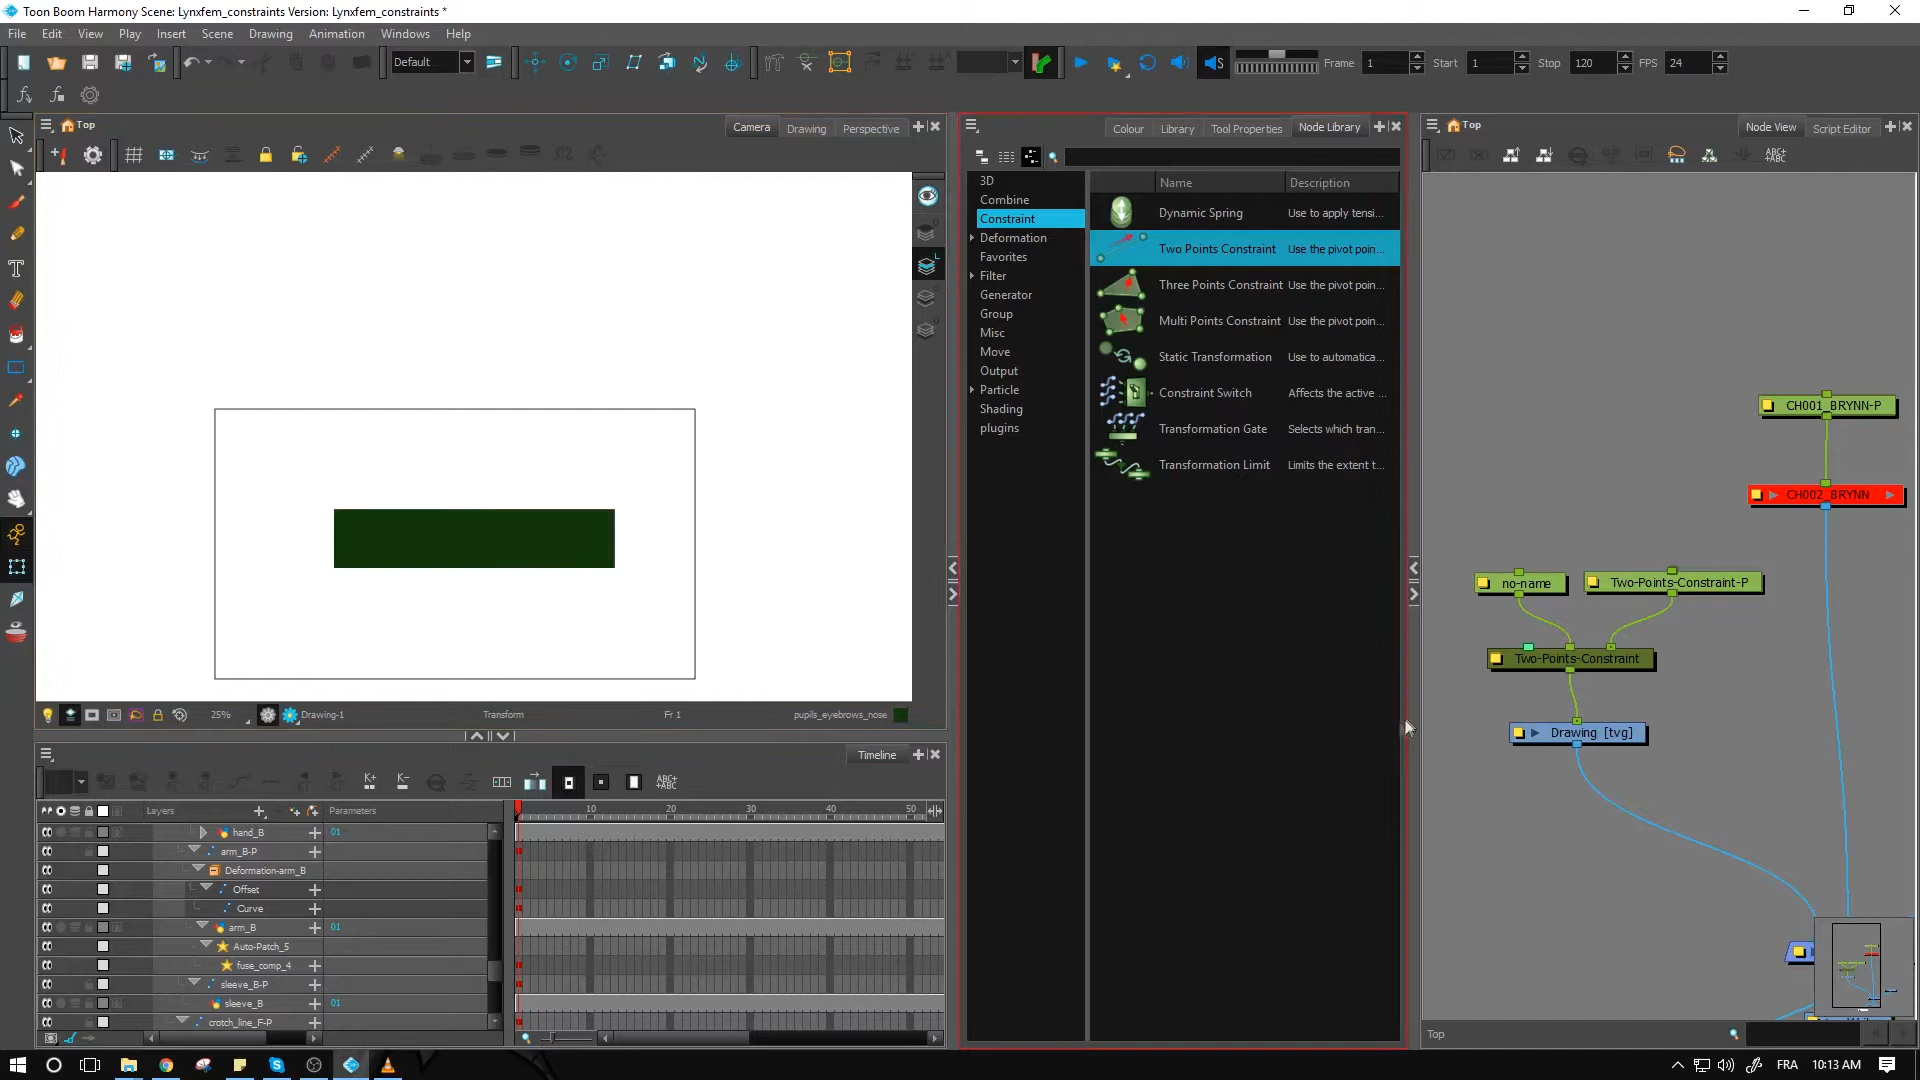 Toon Boom Harmony Scene: Lynxfem_constraints Version: Lynxfem_constraints *
File Edit View Play Insert Scene Drawing Animation Windows Help
Default
Frame 1 Start 1 Stop 120 FPS 24
Top
Camera Drawing Perspective
Colour Library Tool Properties Node Library
Top
Node View Script Editor
3D
Combine
Constraint
Deformation
Favorites
Filter
Generator
Group
Misc
Move
Output
Particle
Shading
plugins
Name Description
Dynamic Spring Use to apply tensi...
Two Points Constraint Use the pivot poin...
Three Points Constraint Use the pivot poin...
Multi Points Constraint Use the pivot poin...
Static Transformation Use to automatica...
Constraint Switch Affects the active ...
Transformation Gate Selects which tran...
Transformation Limit Limits the extent t...
CH001_BRYNN-P
CH002_BRYNN
no-name
Two-Points-Constraint-P
Two-Points-Constraint
Drawing [tvg]
Top
25% Drawing-1 Transform Fr 1 pupils_eyebrows_nose
Timeline
K+ K- ABC+ ABC
Layers Parameters 10 20 30 40 50
hand_B 01
arm_B-P
Deformation-arm_B
Offset
Curve
arm_B 01
Auto-Patch_5
fuse_comp_4
sleeve_B-P
sleeve_B 01
crotch_line_F-P
FRA 10:13 AM